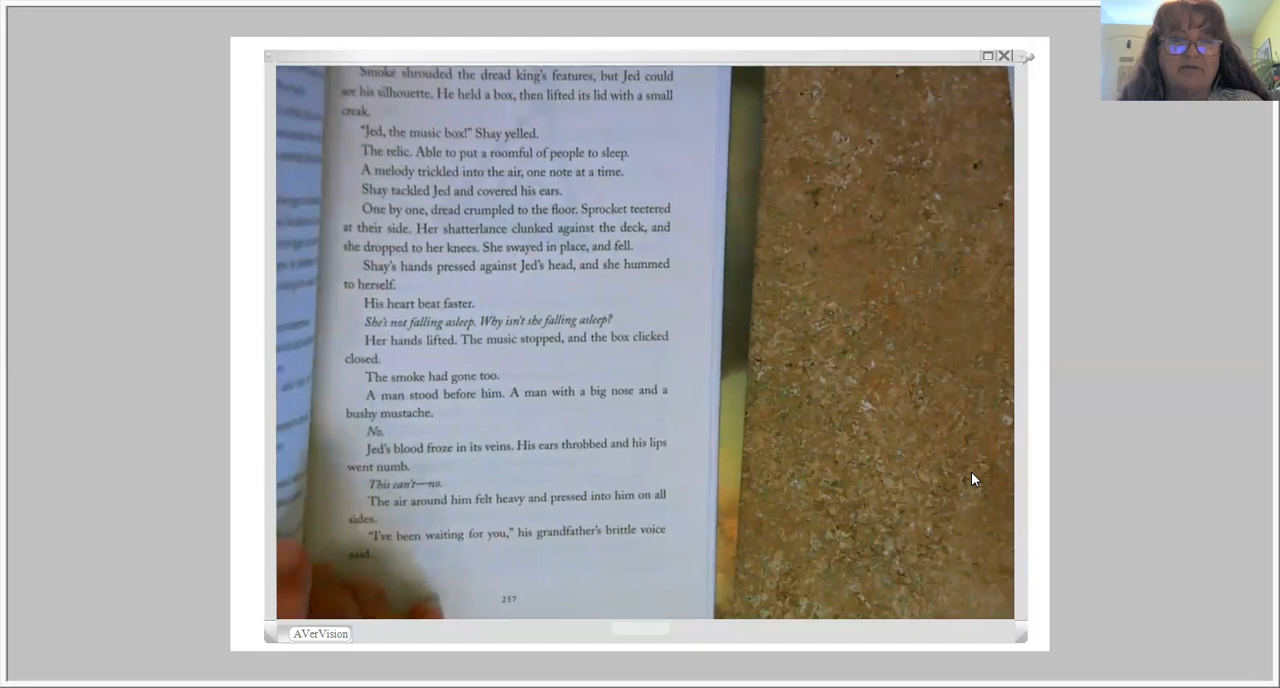 Smoke shrouded the dread king's features, but Jed could
see his silhouette. He held a box, then lifted its lid with a small
creak.
"Jed, the music box!" Shay yelled.
The relic. Able to put a roomful of people to sleep.
A melody trickled into the air, one note at a time.
Shay tackled Jed and covered his ears.
One by one, dread crumpled to the floor. Sprocket teetered
at their side. Her shatterlance clunked against the deck, and
she dropped to her knees. She swayed in place, and fell.
Shay's hands pressed against Jed's head, and she hummed
to herself.
His heart beat faster.
She's not falling asleep. Why isn't she falling asleep?
Her hands lifted. The music stopped, and the box clicked
closed.
The smoke had gone too.
A man stood before him. A man with a big nose and a
bushy mustache.
No.
Jed's blood froze in its veins. His ears throbbed and his lips
went numb.
This can't—no.
The air around him felt heavy and pressed into him on all
sides.
"I've been waiting for you," his grandfather's brittle voice
said.
237
AVerVision